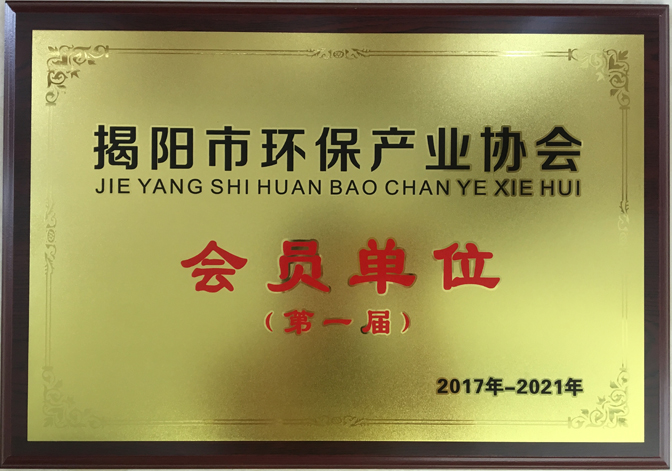 揭阳市环保产业协会
JIE YANG SHI HUAN BAO CHAN YE XIE HUI
会员单位
（第一届）
2017年-2021年